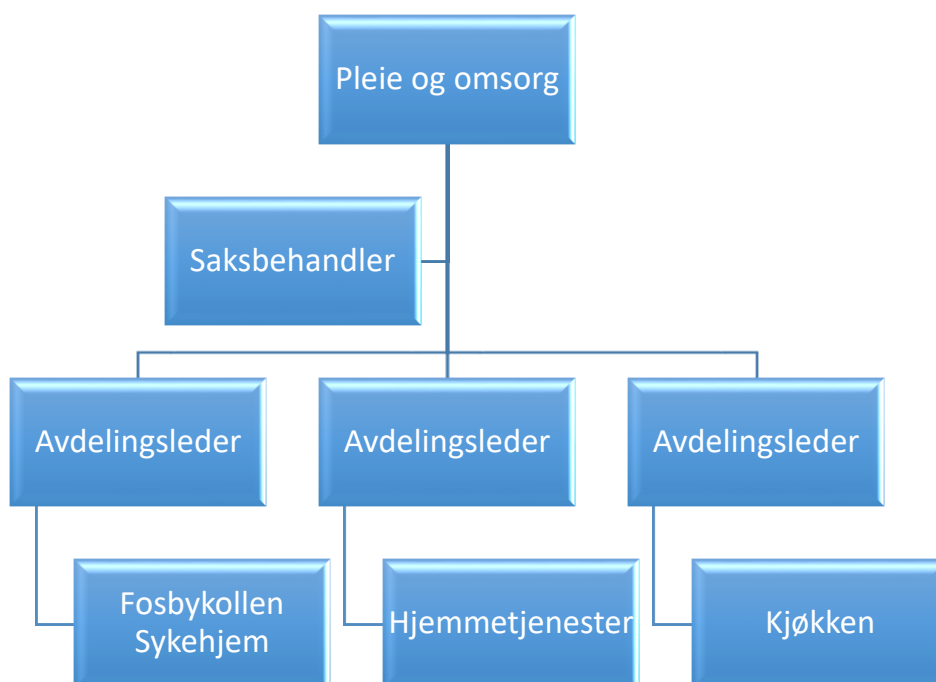 Pleie og omsorg
Saksbehandler
Avdelingsleder
Avdelingsleder
Avdelingsleder
Fosbykollen
Sykehjem
Hjemmetjenester
Kjøkken